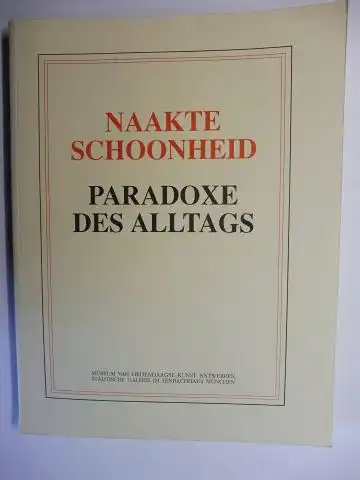 NAAKTE
SCHOONHEID
PARADOXE
DES ALLTAGS
MUSEUM VAN HEDENDAAGSE KUNST ANTWERPEN
STÄDTISCHE GALERIE IM LENBACHHAUS MÜNCHEN